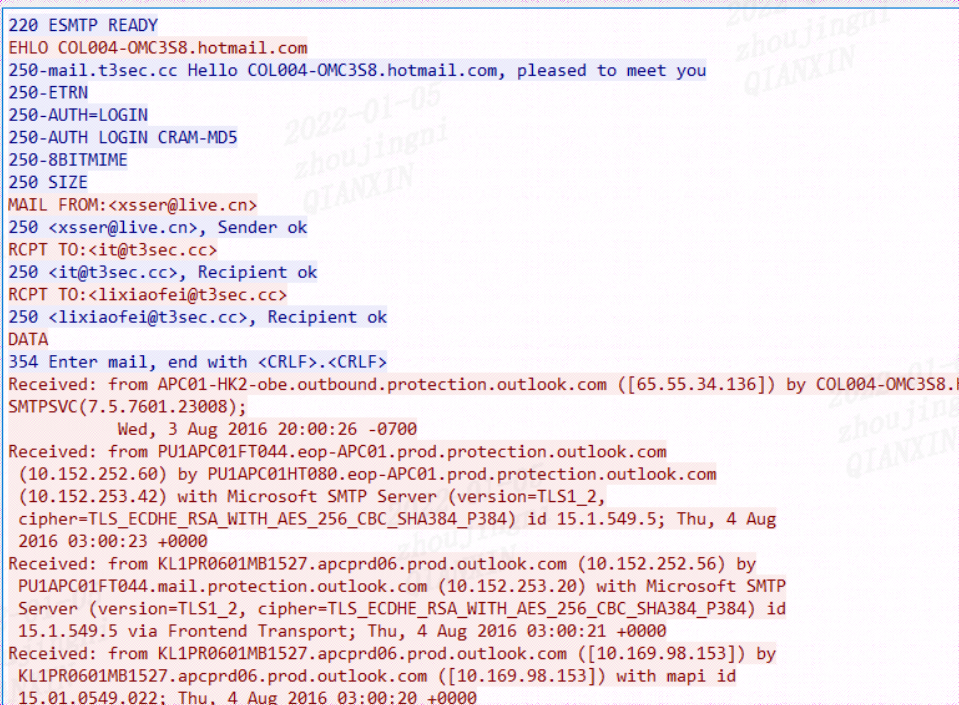 220 ESMTP READY
EHLO COL004-OMC3S8.hotmail.com
250-mail.t3sec.cc Hello COL004-OMC3S8.hotmail.com, pleased to meet you
250-ETRN
250-AUTH=LOGIN
250-AUTH LOGIN CRAM-MD5
250-8BITMIME
250 SIZE
MAIL FROM:<xsser@live.cn>
250 <xsser@live.cn>, Sender ok
RCPT TO:<it@t3sec.cc>
250 <it@t3sec.cc>, Recipient ok
RCPT TO:<lixiaofei@t3sec.cc>
250 <lixiaofei@t3sec.cc>, Recipient ok
DATA
354 Enter mail, end with <CRLF>.<CRLF>
Received: from APC01-HK2-obe.outbound.protection.outlook.com ([65.55.34.136]) by COL004-OMC3S8.
SMTPSVC(7.5.7601.23008);
Wed, 3 Aug 2016 20:00:26 -0700
Received: from PU1APC01FT044.eop-APC01.prod.protection.outlook.com
(10.152.252.60) by PU1APC01HT080.eop-APC01.prod.protection.outlook.com
(10.152.253.42) with Microsoft SMTP Server (version=TLS1_2,
cipher=TLS_ECDHE_RSA_WITH_AES_256_CBC_SHA384_P384) id 15.1.549.5; Thu, 4 Aug
2016 03:00:23 +0000
Received: from KL1PR0601MB1527.apcprd06.prod.outlook.com (10.152.252.56) by
PU1APC01FT044.mail.protection.outlook.com (10.152.253.20) with Microsoft SMTP
Server (version=TLS1_2, cipher=TLS_ECDHE_RSA_WITH_AES_256_CBC_SHA384_P384) id
15.1.549.5 via Frontend Transport; Thu, 4 Aug 2016 03:00:21 +0000
Received: from KL1PR0601MB1527.apcprd06.prod.outlook.com ([10.169.98.153]) by
KL1PR0601MB1527.apcprd06.prod.outlook.com ([10.169.98.153]) with mapi id
15.01.0549.022; Thu, 4 Aug 2016 03:00:20 +0000
2022-01-05
zhoujingni
QIANXIN